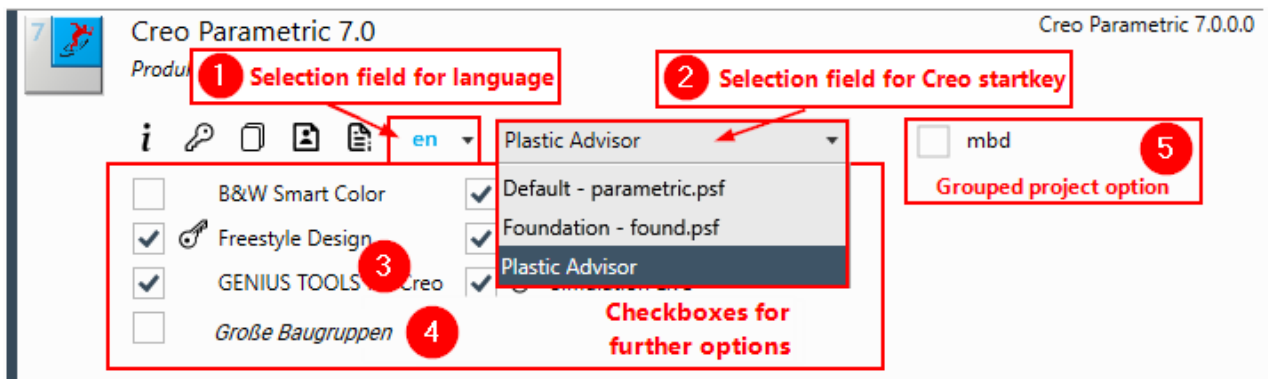 7
Creo Parametric 7.0
Creo Parametric 7.0.0.0
1 Selection field for language
2 Selection field for Creo startkey
en
Plastic Advisor
mbd
5
Grouped project option
B&W Smart Color
Default - parametric.psf
Freestyle Design
Foundation - found.psf
3
GENIUS TOOLS Creo
Plastic Advisor
Große Baugruppen
4
Checkboxes for
further options